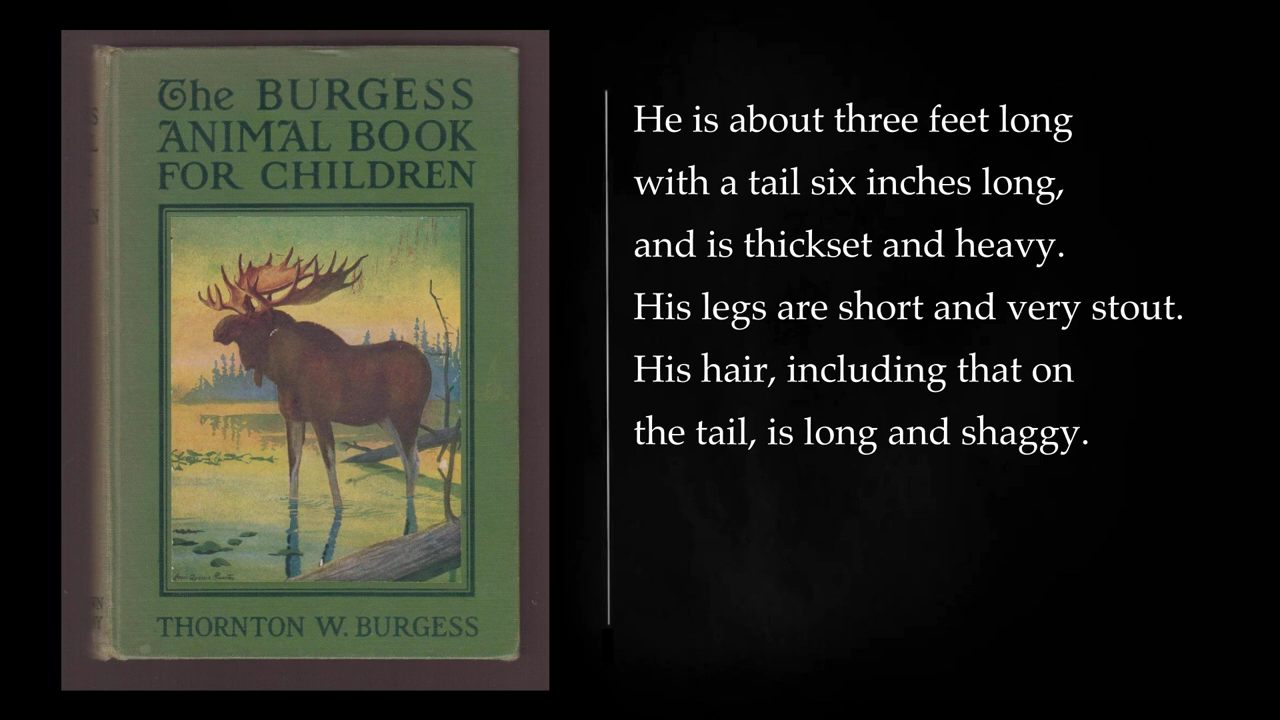 The BURGESS
ANIMAL BOOK
FOR CHILDREN
THORNTON W. BURGESS
He is about three feet long
with a tail six inches long,
and is thickset and heavy.
His legs are short and very stout.
His hair, including that on
the tail, is long and shaggy.